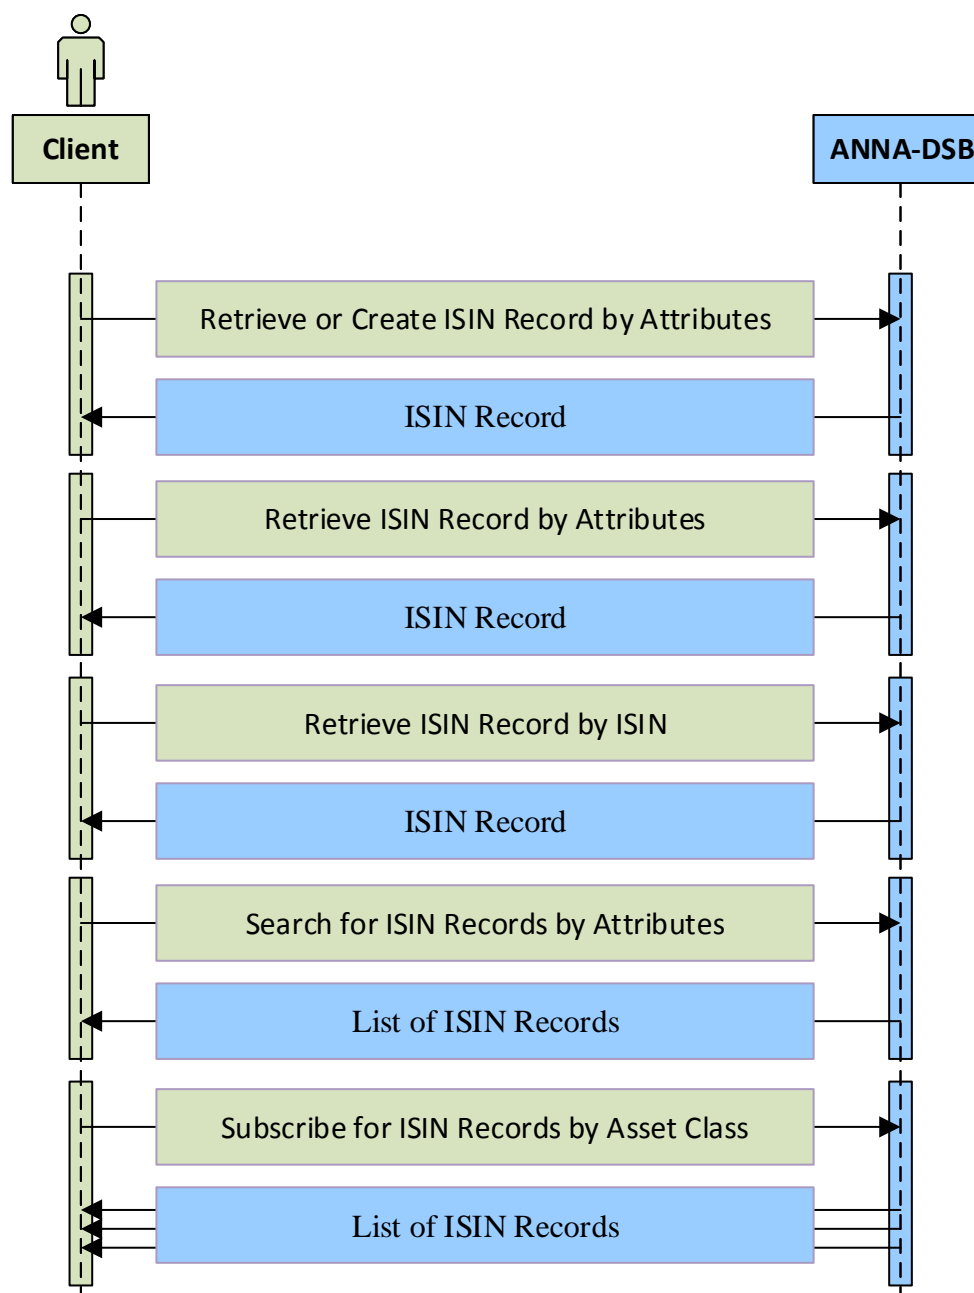 Client
ANNA-DSB
Retrieve or Create ISIN Record by Attributes
ISIN Record
Retrieve ISIN Record by Attributes
ISIN Record
Retrieve ISIN Record by ISIN
ISIN Record
Search for ISIN Records by Attributes
List of ISIN Records
Subscribe for ISIN Records by Asset Class
List of ISIN Records